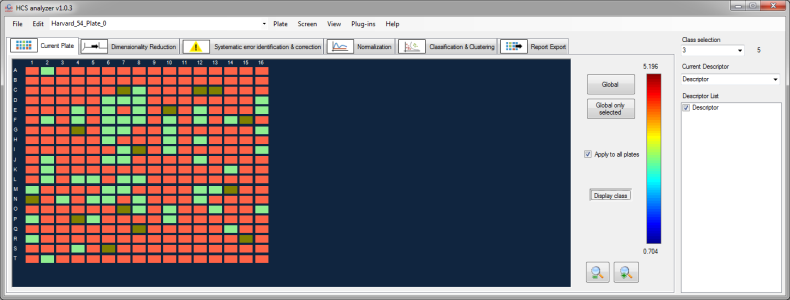 HCS analyzer v1.0.3
File Edit Harvard_54_Plate_0 Plate Screen View Plug-ins Help
Current Plate Dimensionality Reduction Systematic error identification & correction Normalization Classification & Clustering Report Export
Class selection
3 5
Current Descriptor
Descriptor
Descriptor List
Descriptor
1 2 3 4 5 6 7 8 9 10 11 12 13 14 15 16
A
B
C
D
E
F
G
H
I
J
K
L
M
N
O
P
Q
R
S
T
Global
Global only
selected
Apply to all plates
Display class
5.196
0.704